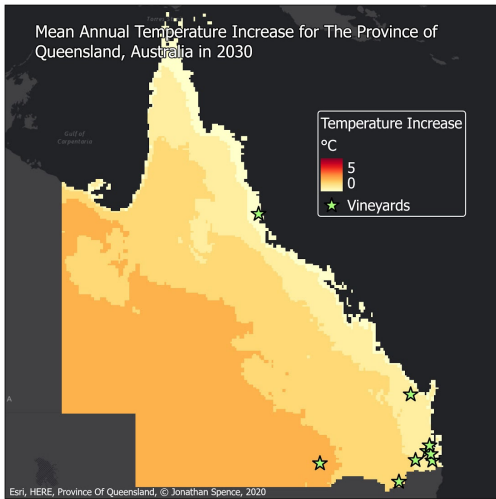 Mean Annual Temperature Increase for The Province of
Queensland, Australia in 2030
Gulf of
Carpentaria
Temperature Increase
°C
5
0
Vineyards
A
Esri, HERE, Province Of Queensland, © Jonathan Spence, 2020